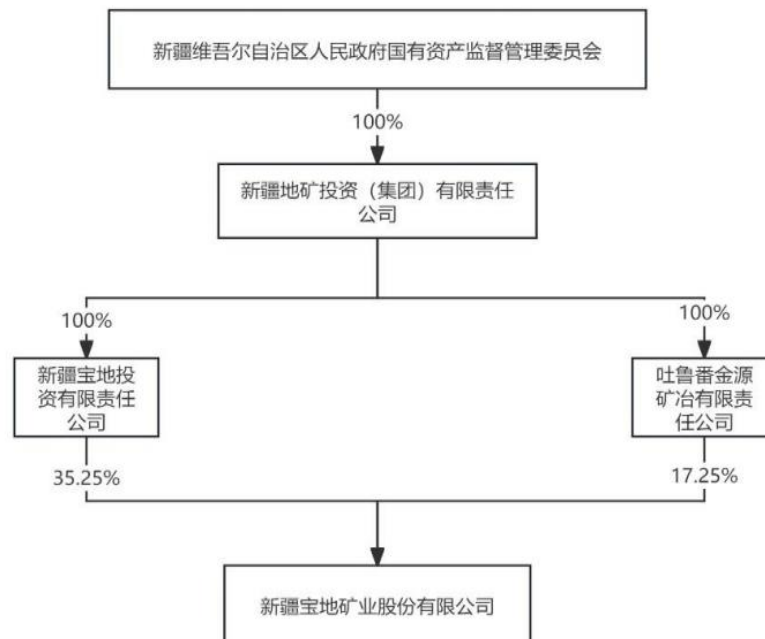 新疆维吾尔自治区人民政府国有资产监督管理委员会
100%
新疆地矿投资（集团）有限责任
公司
100%
100%
新疆宝地投
资有限责任
公司
吐鲁番金源
矿冶有限责
任公司
35.25%
17.25%
新疆宝地矿业股份有限公司